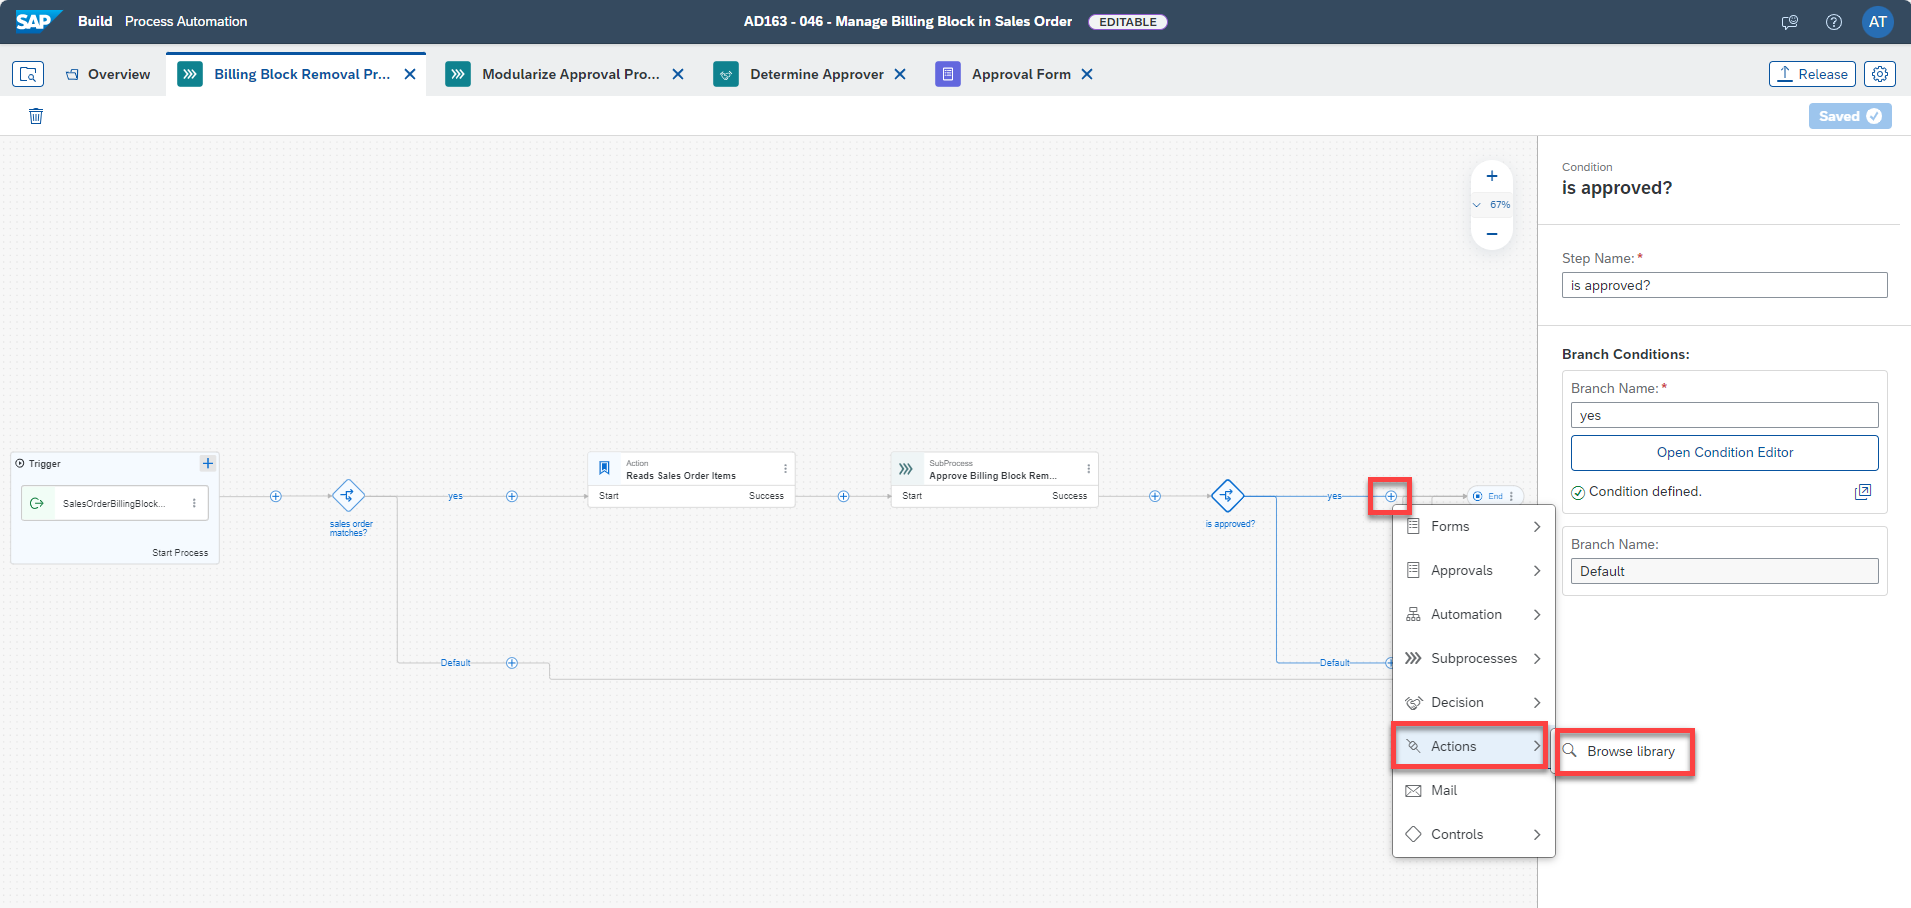 SAP Build Process Automation
AD163 - 046 - Manage Billing Block in Sales Order EDITABLE
AT
Overview
Billing Block Removal Pr...
Modularize Approval Pro...
Determine Approver
Approval Form
Release
Saved
67%
Condition
is approved?
Step Name:*
is approved?
Branch Conditions:
Branch Name:*
yes
Open Condition Editor
Condition defined.
Branch Name:
Default
Trigger
SalesOrderBillingBlock...
Start Process
sales order
matches?
yes
Default
Action
Reads Sales Order Items
Start Success
SubProcess
Approve Billing Block Rem...
Start Success
is approved?
yes
Default
End
Forms
Approvals
Automation
Subprocesses
Decision
Actions
Browse library
Mail
Controls